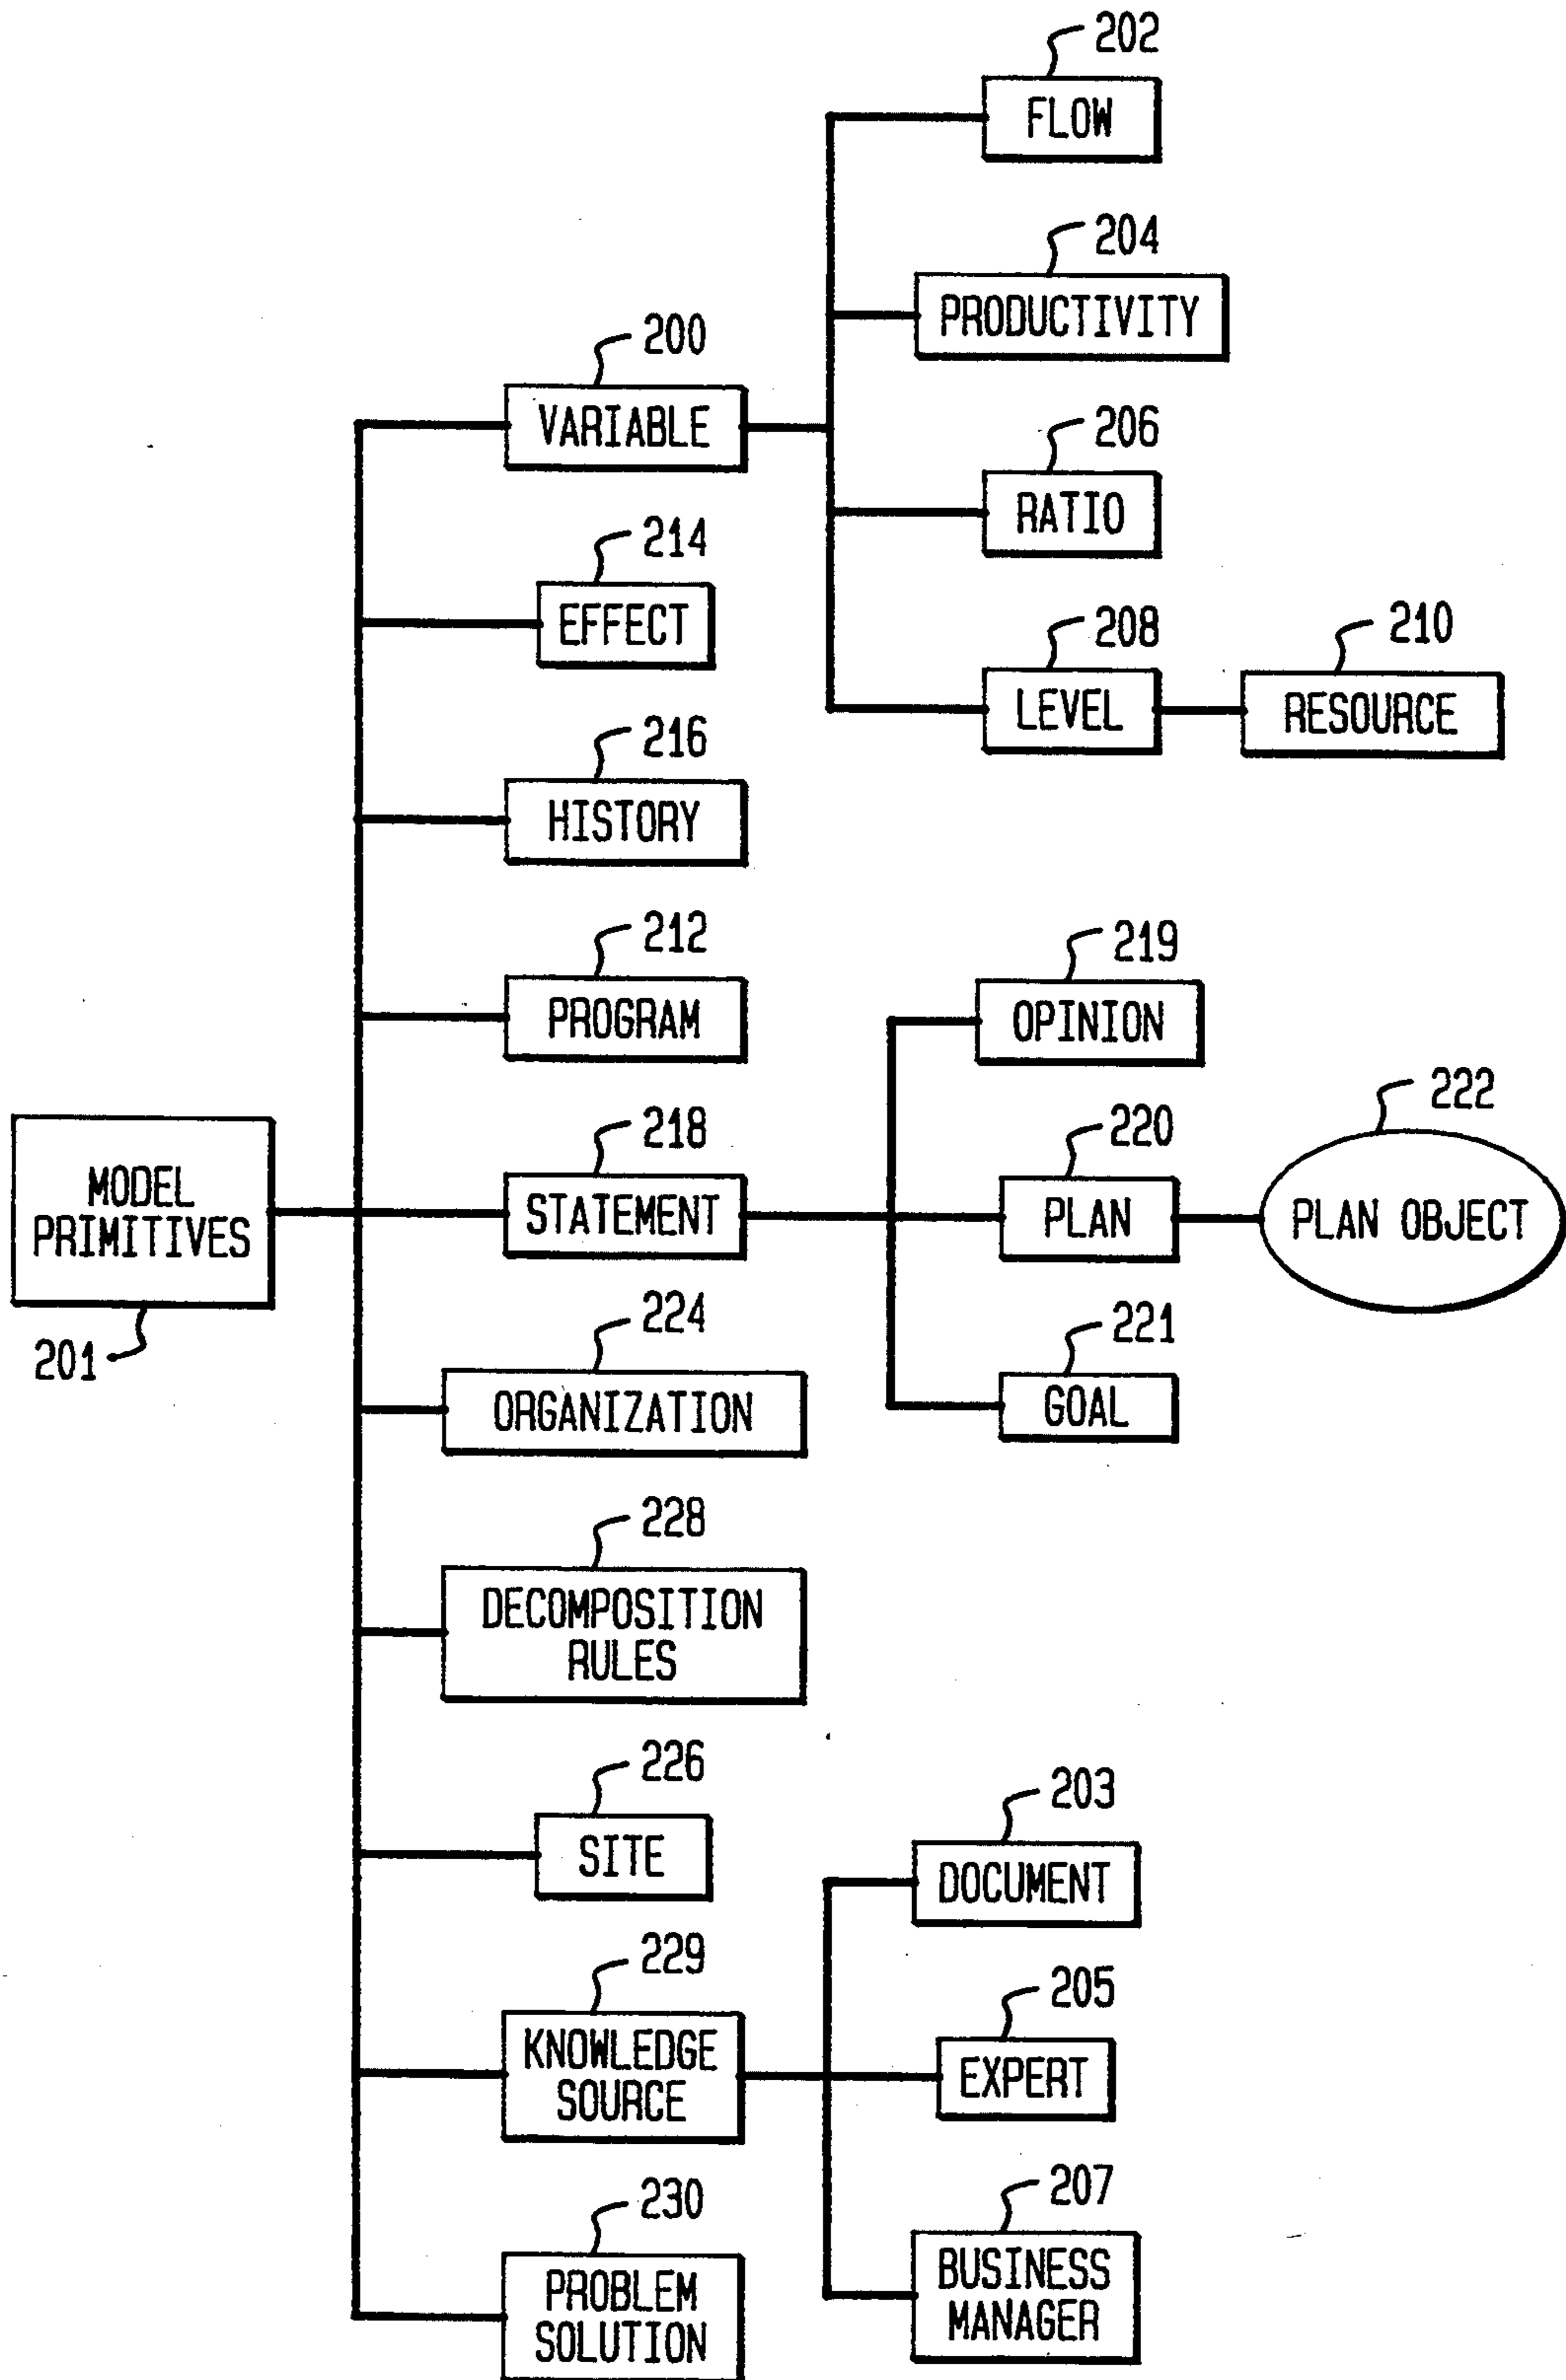 202
FLOW
204
PRODUCTIVITY
200
VARIABLE
206
RATIO
214
EFFECT
208
LEVEL
210
RESOURCE
216
HISTORY
212
PROGRAM
219
OPINION
218
STATEMENT
220
PLAN
222
PLAN OBJECT
MODEL
PRIMITIVES
201
224
ORGANIZATION
221
GOAL
228
DECOMPOSITION
RULES
226
SITE
203
DOCUMENT
229
KNOWLEDGE
SOURCE
205
EXPERT
230
PROBLEM
SOLUTION
207
BUSINESS
MANAGER